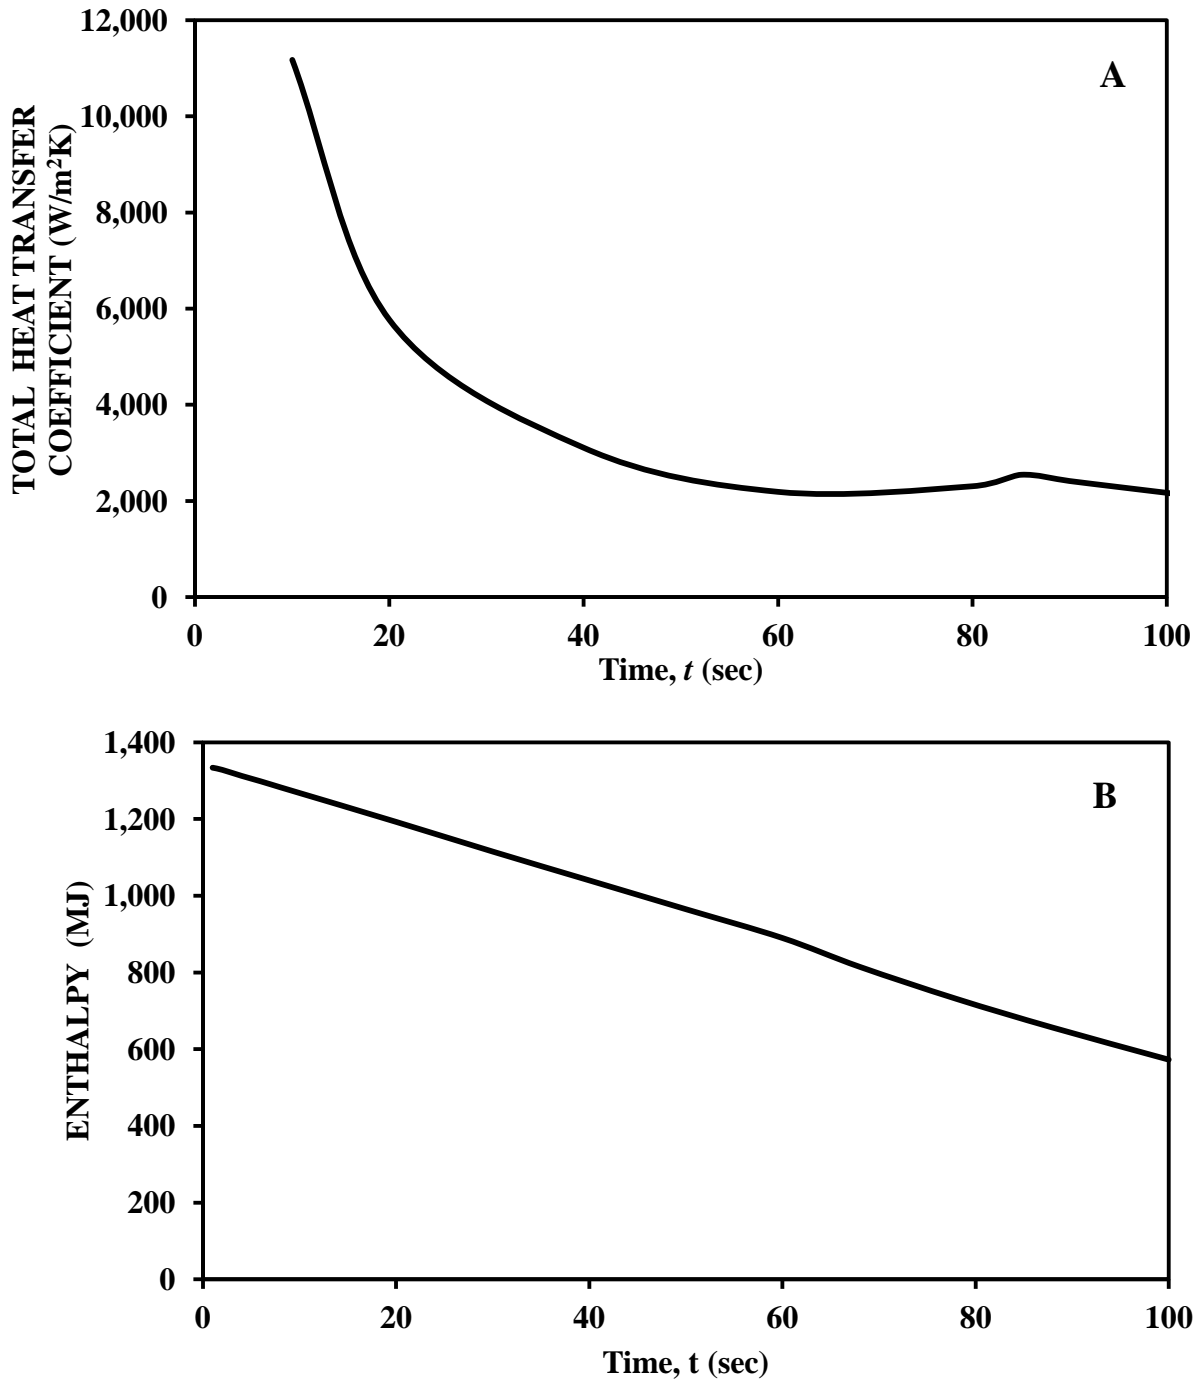 12,000
10,000
8,000
6,000
4,000
2,000
0
TOTAL HEAT TRANSFER
COEFFICIENT (W/m²K)
A
0 20 40 60 80 100
Time, t (sec)
1,400
1,200
1,000
800
600
400
200
0
ENTHALPY (MJ)
B
0 20 40 60 80 100
Time, t (sec)